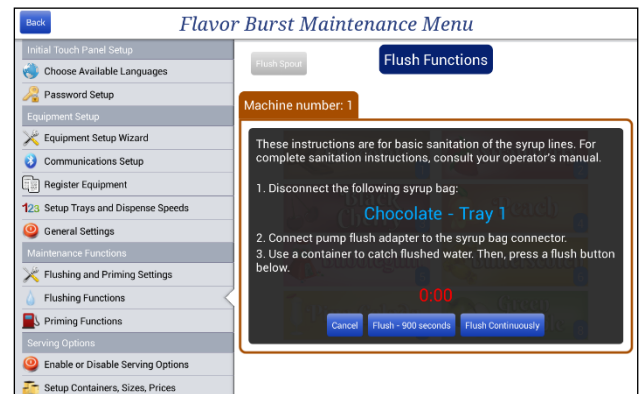 Back
Flavor Burst Maintenance Menu
Initial Touch Panel Setup
Choose Available Languages
Password Setup
Equipment Setup
Equipment Setup Wizard
Communications Setup
Register Equipment
123 Setup Trays and Dispense Speeds
General Settings
Maintenance Functions
Flushing and Priming Settings
Flushing Functions
Priming Functions
Serving Options
Enable or Disable Serving Options
Setup Containers, Sizes, Prices
Flush Spout
Flush Functions
Machine number: 1
These instructions are for basic sanitation of the syrup lines. For
complete sanitation instructions, consult your operator's manual.
1. Disconnect the following syrup bag:
Chocolate - Tray 1
2. Connect pump flush adapter to the syrup bag connector.
3. Use a container to catch flushed water. Then, press a flush button
below.
0:00
Cancel
Flush - 900 seconds
Flush Continuously